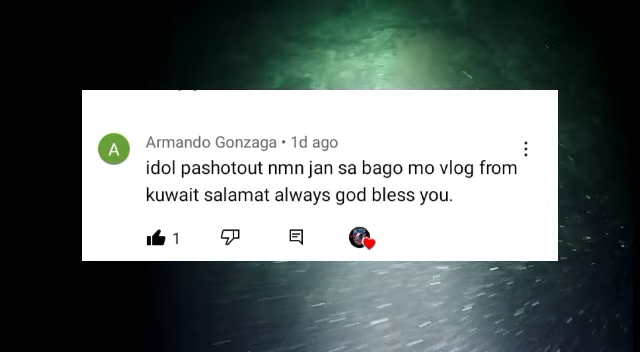 A
Armando Gonzaga • 1d ago
idol pashotout nmn jan sa bago mo vlog from
kuwait salamat always god bless you.
1